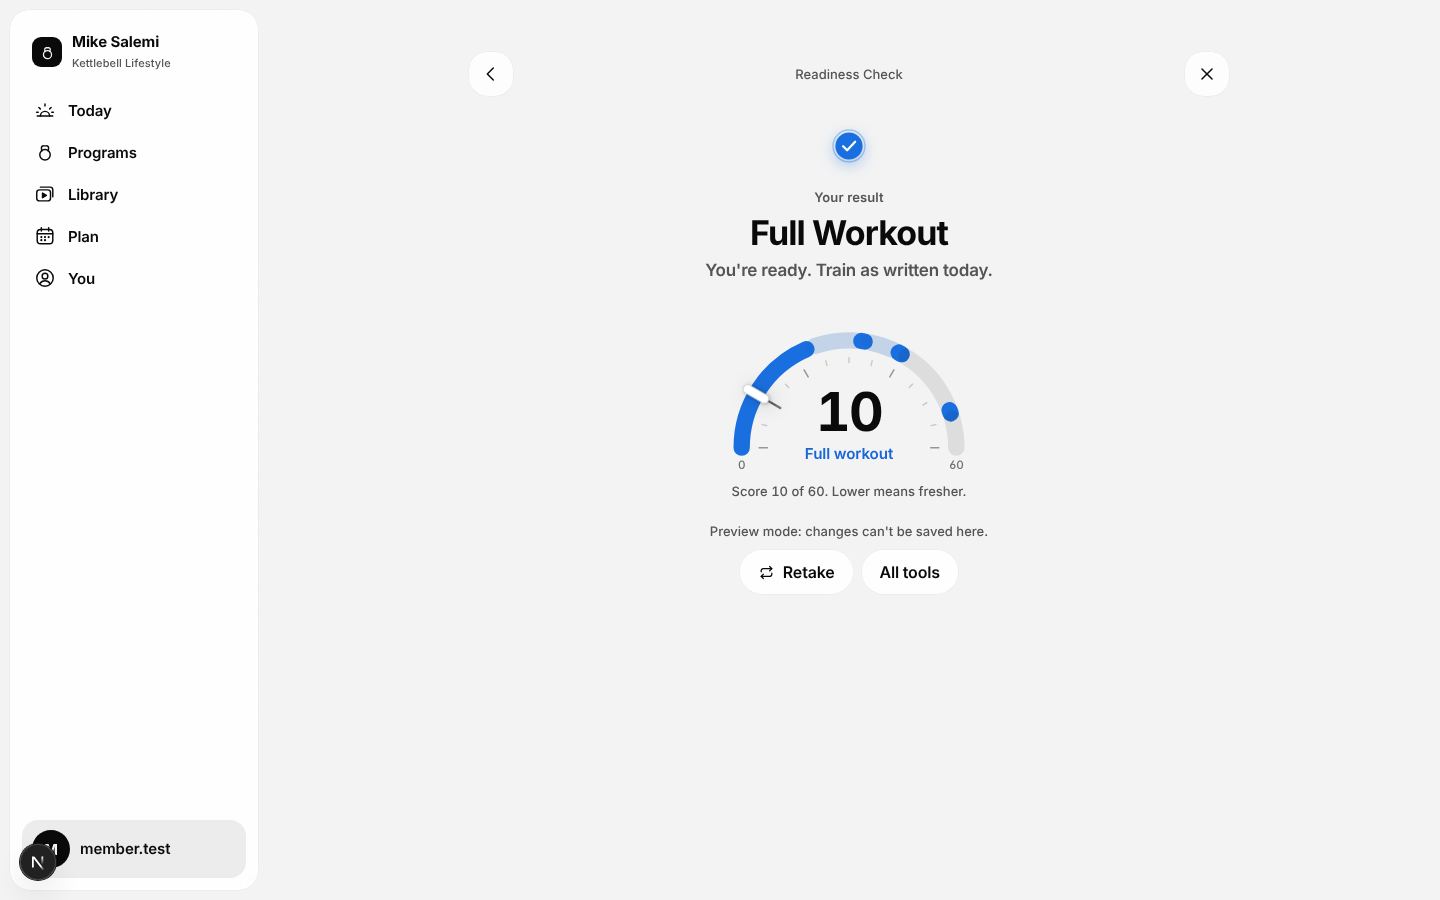 Mike Salemi
Kettlebell Lifestyle
Today
Programs
Library
Plan
You
member.test
N
Readiness Check
Your result
Full Workout
You're ready. Train as written today.
10
Full workout
0
60
Score 10 of 60. Lower means fresher.
Preview mode: changes can't be saved here.
Retake
All tools